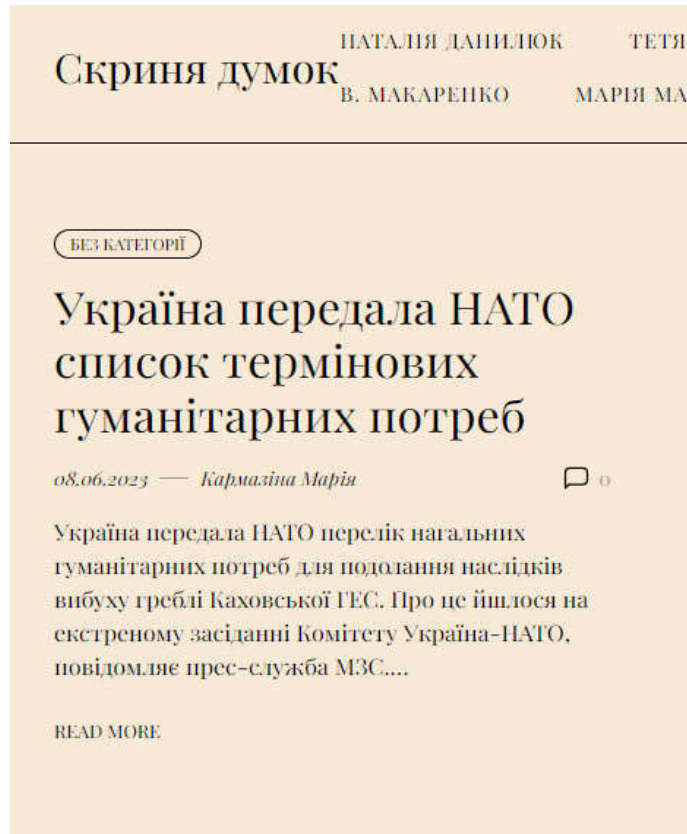 Скриня думок
НАТАЛІЯ ДАНИЛЮК
В. МАКАРЕНКО
МАРІЯ
БЕЗ КАТЕГОРІЇ
Україна передала НАТО
список термінових
гуманітарних потреб
08.06.2023 — Кармазіна Марія 0
Україна передала НАТО перелік нагальних
гуманітарних потреб для подолання наслідків
вибуху греблі Каховської ГЕС. Про це йшлося на
екстреному засіданні Комітету Україна-НАТО,
повідомляє прес-служба МЗС.…
READ MORE